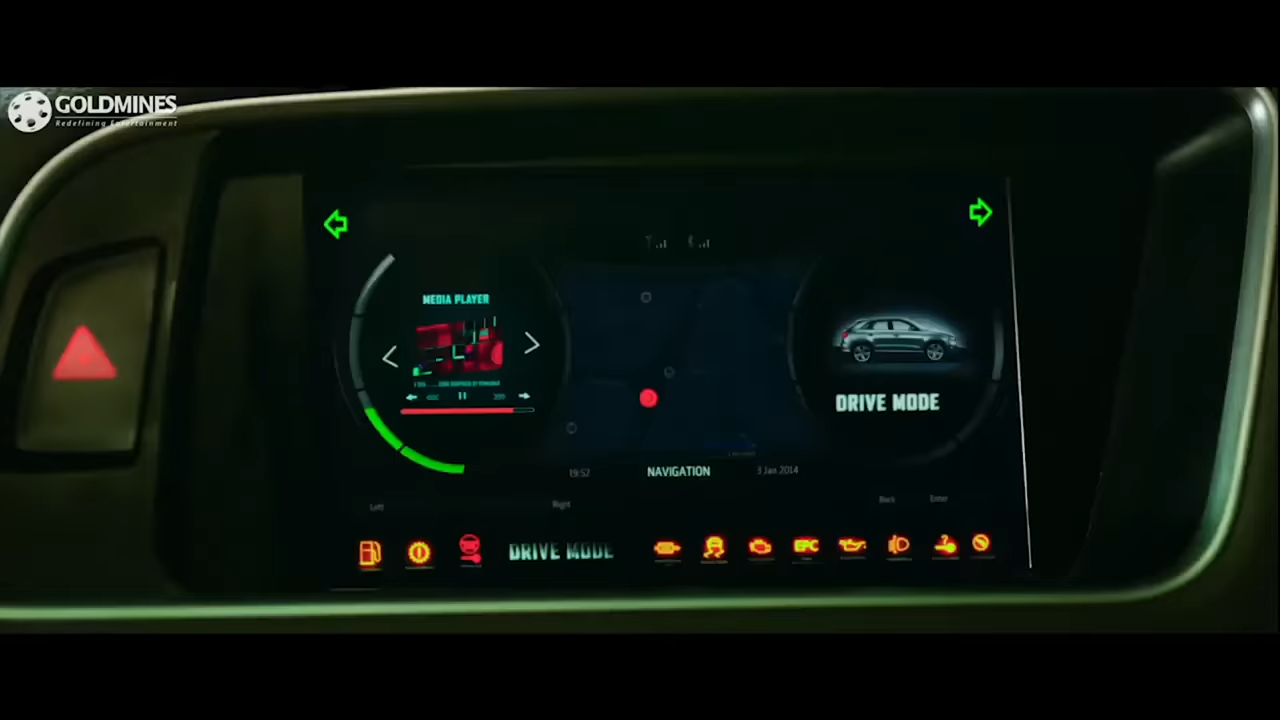 GOLDMINES
Redefining Entertainment
MEDIA PLAYER
DRIVE MODE
19:52
NAVIGATION
3 Jan 2014
Left
Right
Back
Enter
DRIVE MODE
EPC